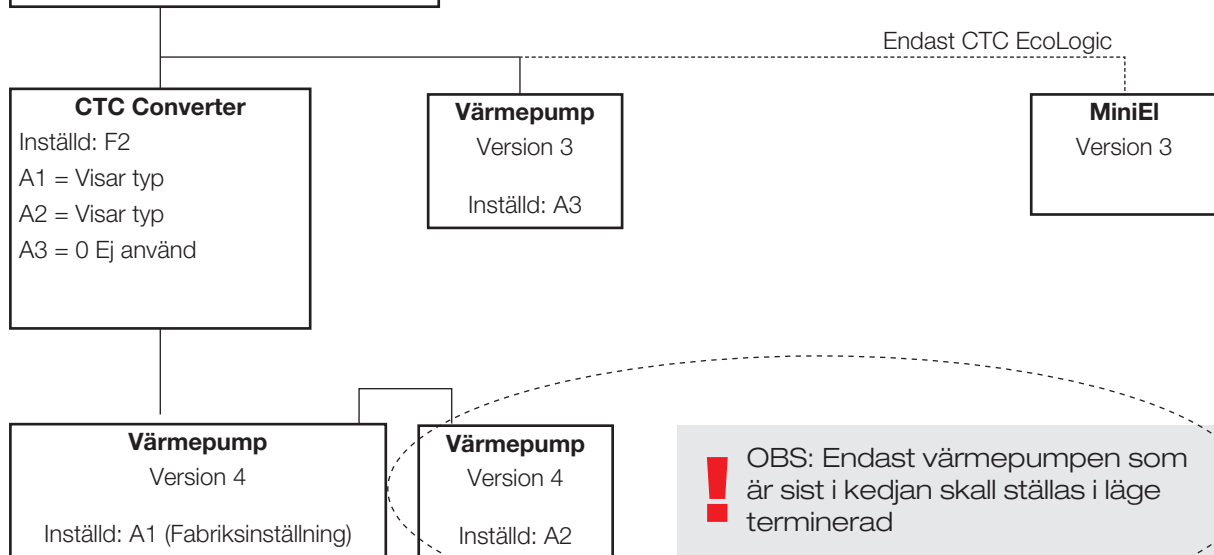 Endast CTC EcoLogic
CTC Converter
Inställd: F2
A1 = Visar typ
A2 = Visar typ
A3 = 0 Ej använd
Värmepump
Version 3
Inställd: A3
MiniEl
Version 3
Värmepump
Version 4
Inställd: A1 (Fabriksinställning)
Värmepump
Version 4
Inställd: A2
! OBS: Endast värmepumpen som
är sist i kedjan skall ställas i läge
terminerad